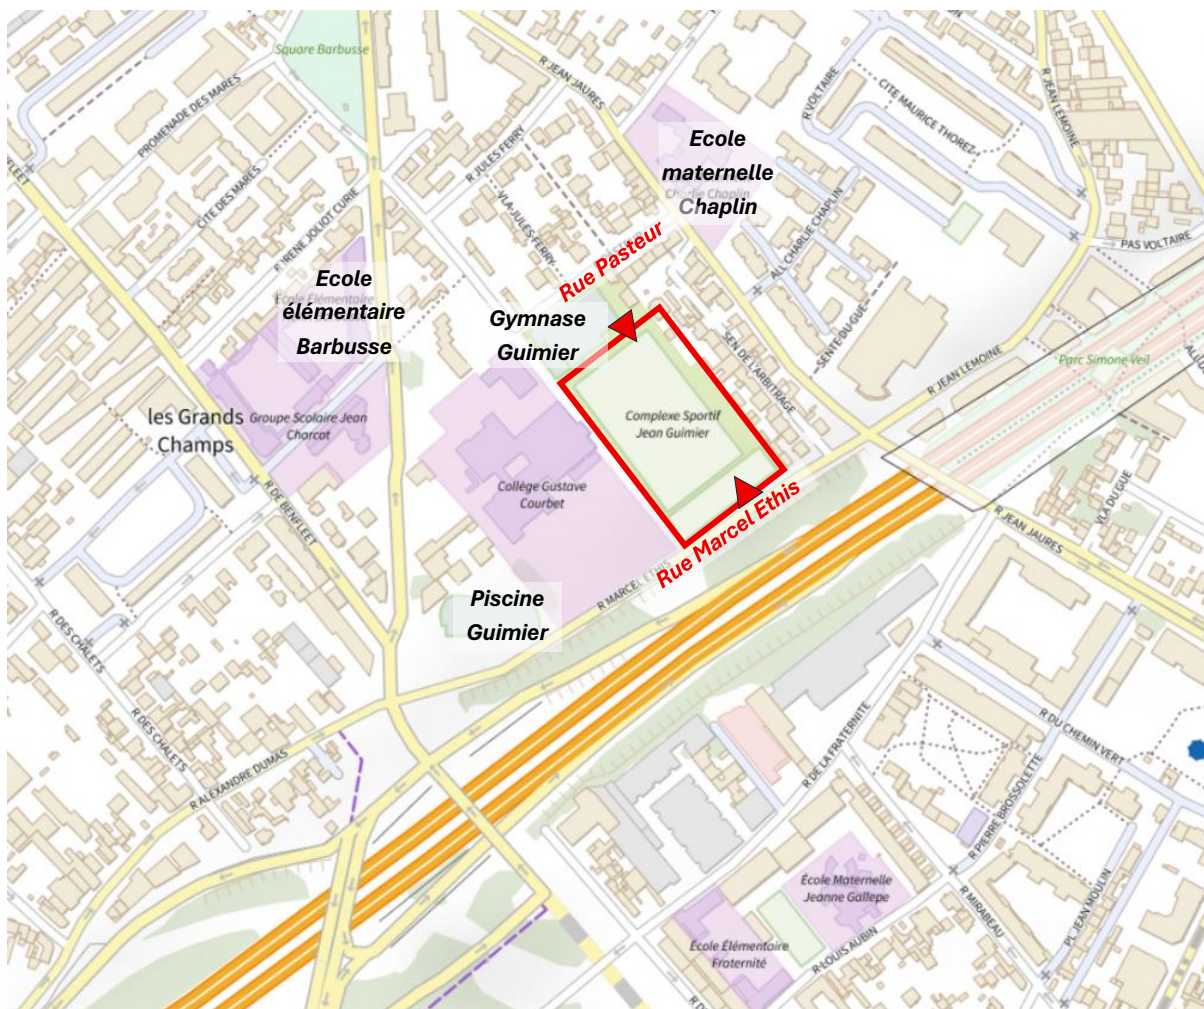 Square Barbusse
R JEAN JAURES
R VOLTAIRE
CITE MAURICE THOREZ
R JEAN LEMOINE
PROMENADE DES MARES
R JULES FERRY
Ecole
maternelle
Chaplin
Charlie Chaplin
CITE DES MARES
R IRENE JOLIOT CURIE
VLA JULES FERRY
Rue Pasteur
ALL CHARLIE CHAPLIN
PAS VOLTAIRE
Ecole
élémentaire
Barbusse
École Élémentaire
Gymnase
Guimier
SEN DE L'ARBITRAGE
SENTE DU GUE
R JEAN LEMOINE
Parc Simone Veil
les Grands
Champs
Groupe Scolaire Jean
Charcot
Complexe Sportif
Jean Guimier
Collège Gustave
Courbet
R DE BENFLEET
Rue Marcel Ethis
R MARCEL ETHIS
R JEAN JAURES
VLA DU GUE
Piscine
Guimier
R DES CHALETS
R DES CHALETS
R ALEXANDRE DUMAS
R DE LA FRATERNITE
R DU CHEMIN VERT
R PIERRE BROSSOLETTE
École Maternelle
Jeanne Gallepe
R MIRABEAU
PL JEAN MOULIN
École Élémentaire
Fraternité
R LOUIS AUBIN